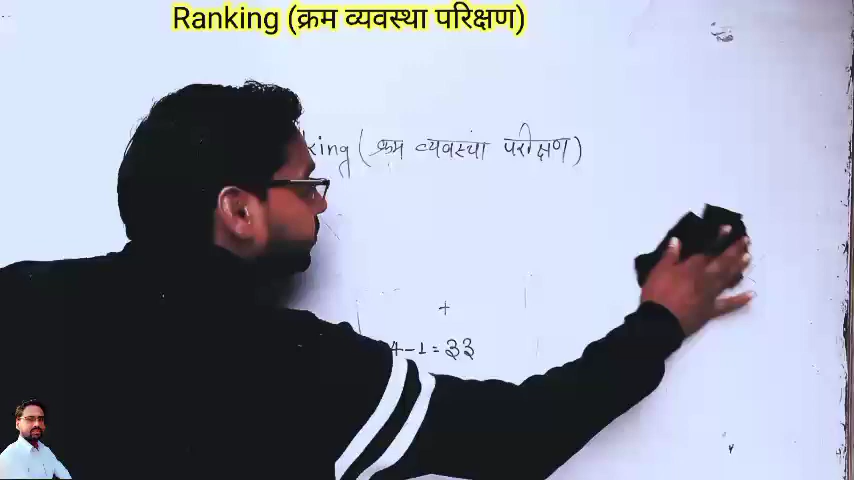 Ranking (क्रम व्यवस्था परिक्षण)
king (क्रम व्यवस्था परीक्षण)
+
4-1=33